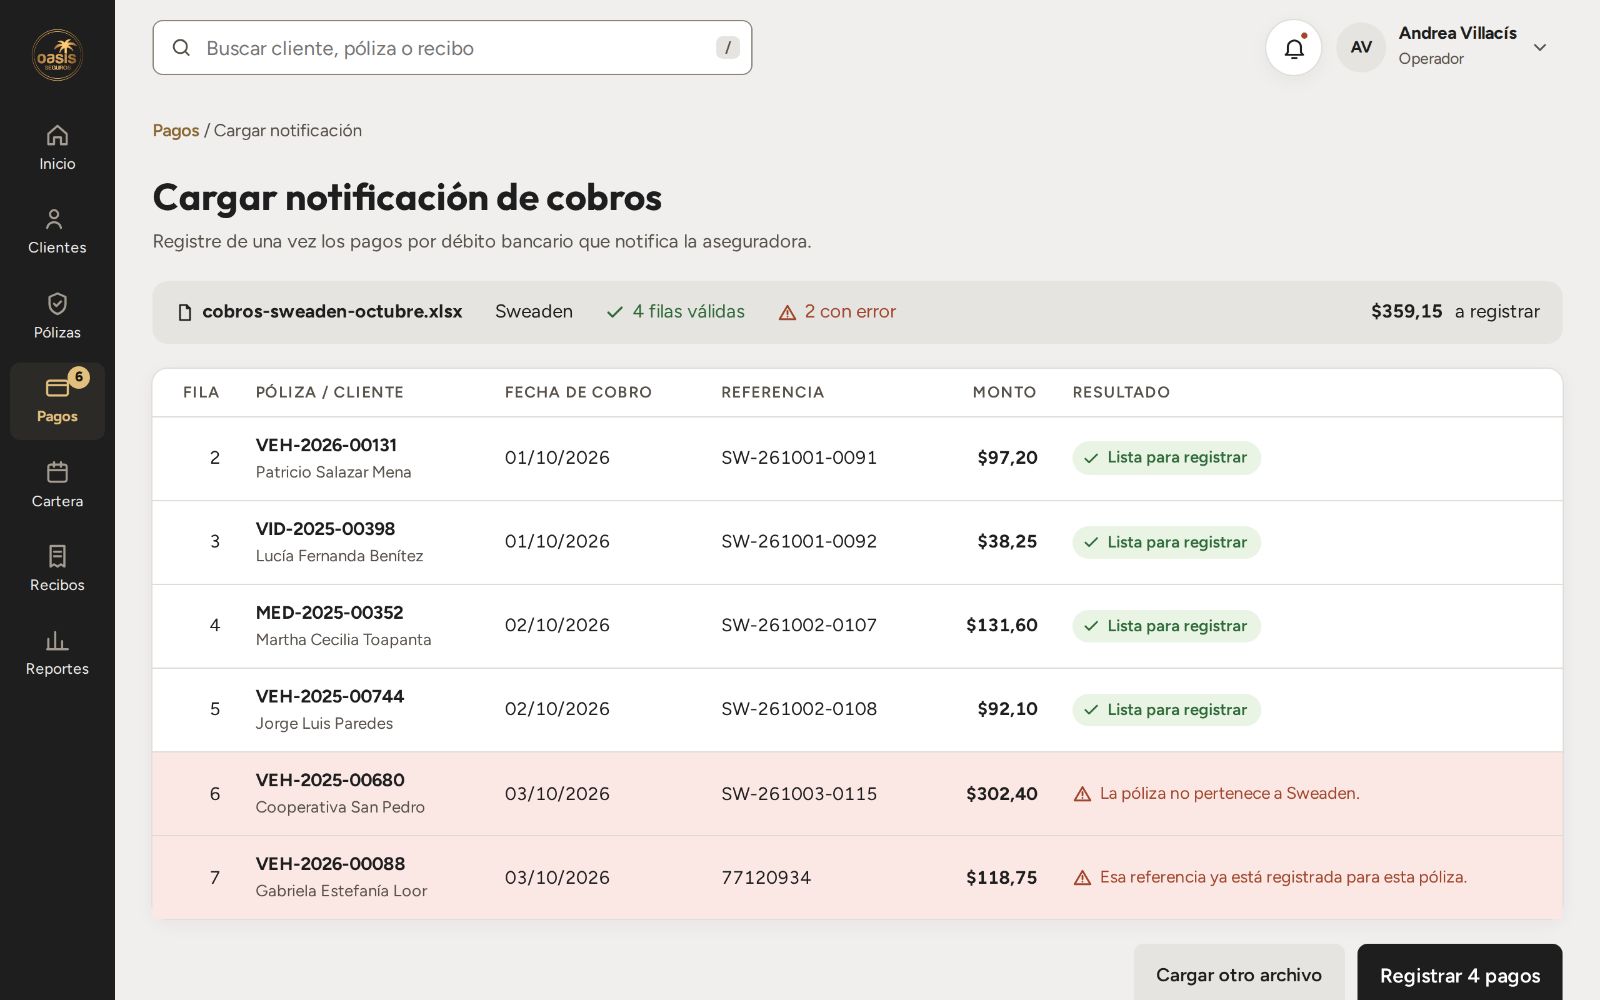 Buscar cliente, póliza o recibo
/
AV
Andrea Villacís
Operador
oasis
SEGUROS
Inicio
Clientes
Pólizas
6
Pagos
Cartera
Recibos
Reportes
Pagos / Cargar notificación
Cargar notificación de cobros
Registre de una vez los pagos por débito bancario que notifica la aseguradora.
cobros-sweaden-octubre.xlsx Sweaden 4 filas válidas 2 con error $359,15 a registrar
FILA PÓLIZA / CLIENTE FECHA DE COBRO REFERENCIA MONTO RESULTADO
2 VEH-2026-00131 01/10/2026 SW-261001-0091 $97,20 Lista para registrar
Patricio Salazar Mena
3 VID-2025-00398 01/10/2026 SW-261001-0092 $38,25 Lista para registrar
Lucía Fernanda Benítez
4 MED-2025-00352 02/10/2026 SW-261002-0107 $131,60 Lista para registrar
Martha Cecilia Toapanta
5 VEH-2025-00744 02/10/2026 SW-261002-0108 $92,10 Lista para registrar
Jorge Luis Paredes
6 VEH-2025-00680 03/10/2026 SW-261003-0115 $302,40 La póliza no pertenece a Sweaden.
Cooperativa San Pedro
7 VEH-2026-00088 03/10/2026 77120934 $118,75 Esa referencia ya está registrada para esta póliza.
Gabriela Estefanía Loor
Cargar otro archivo
Registrar 4 pagos